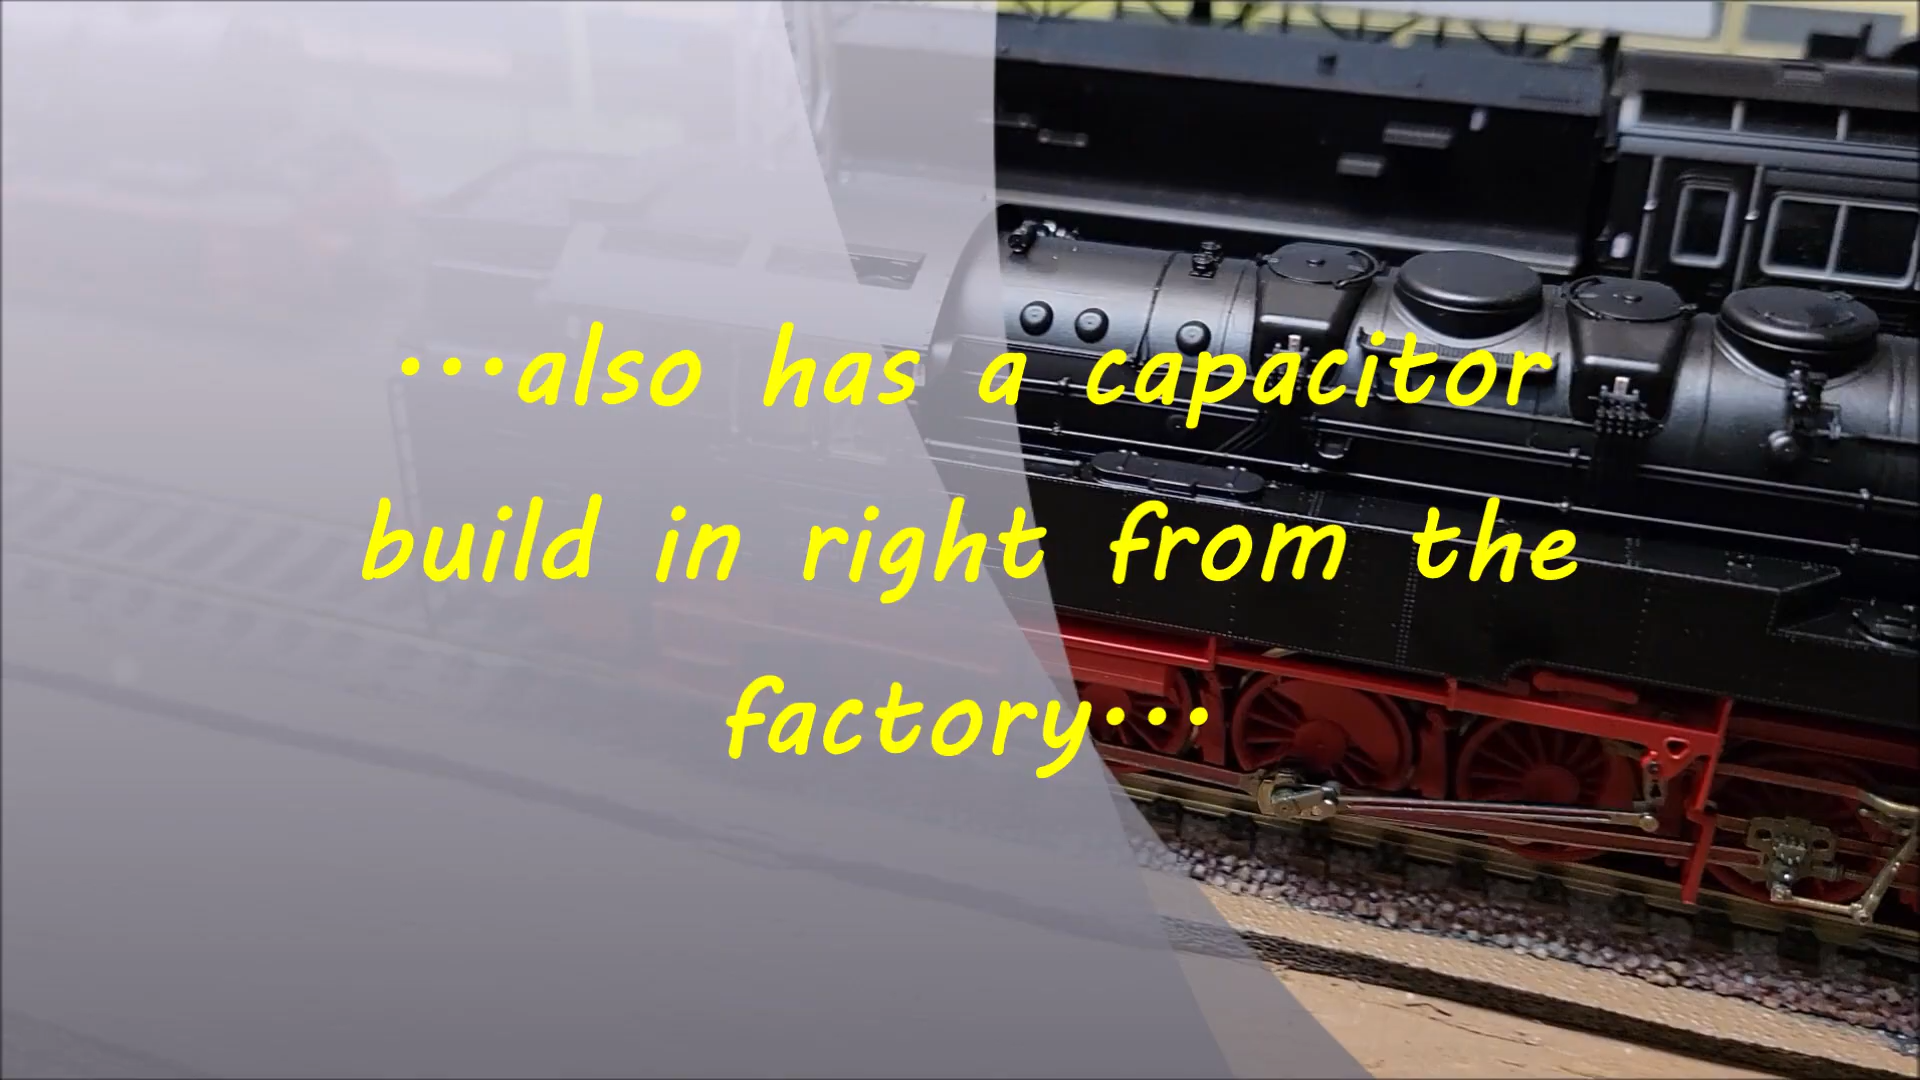 ...also has a capacitor
build in right from the
factory...